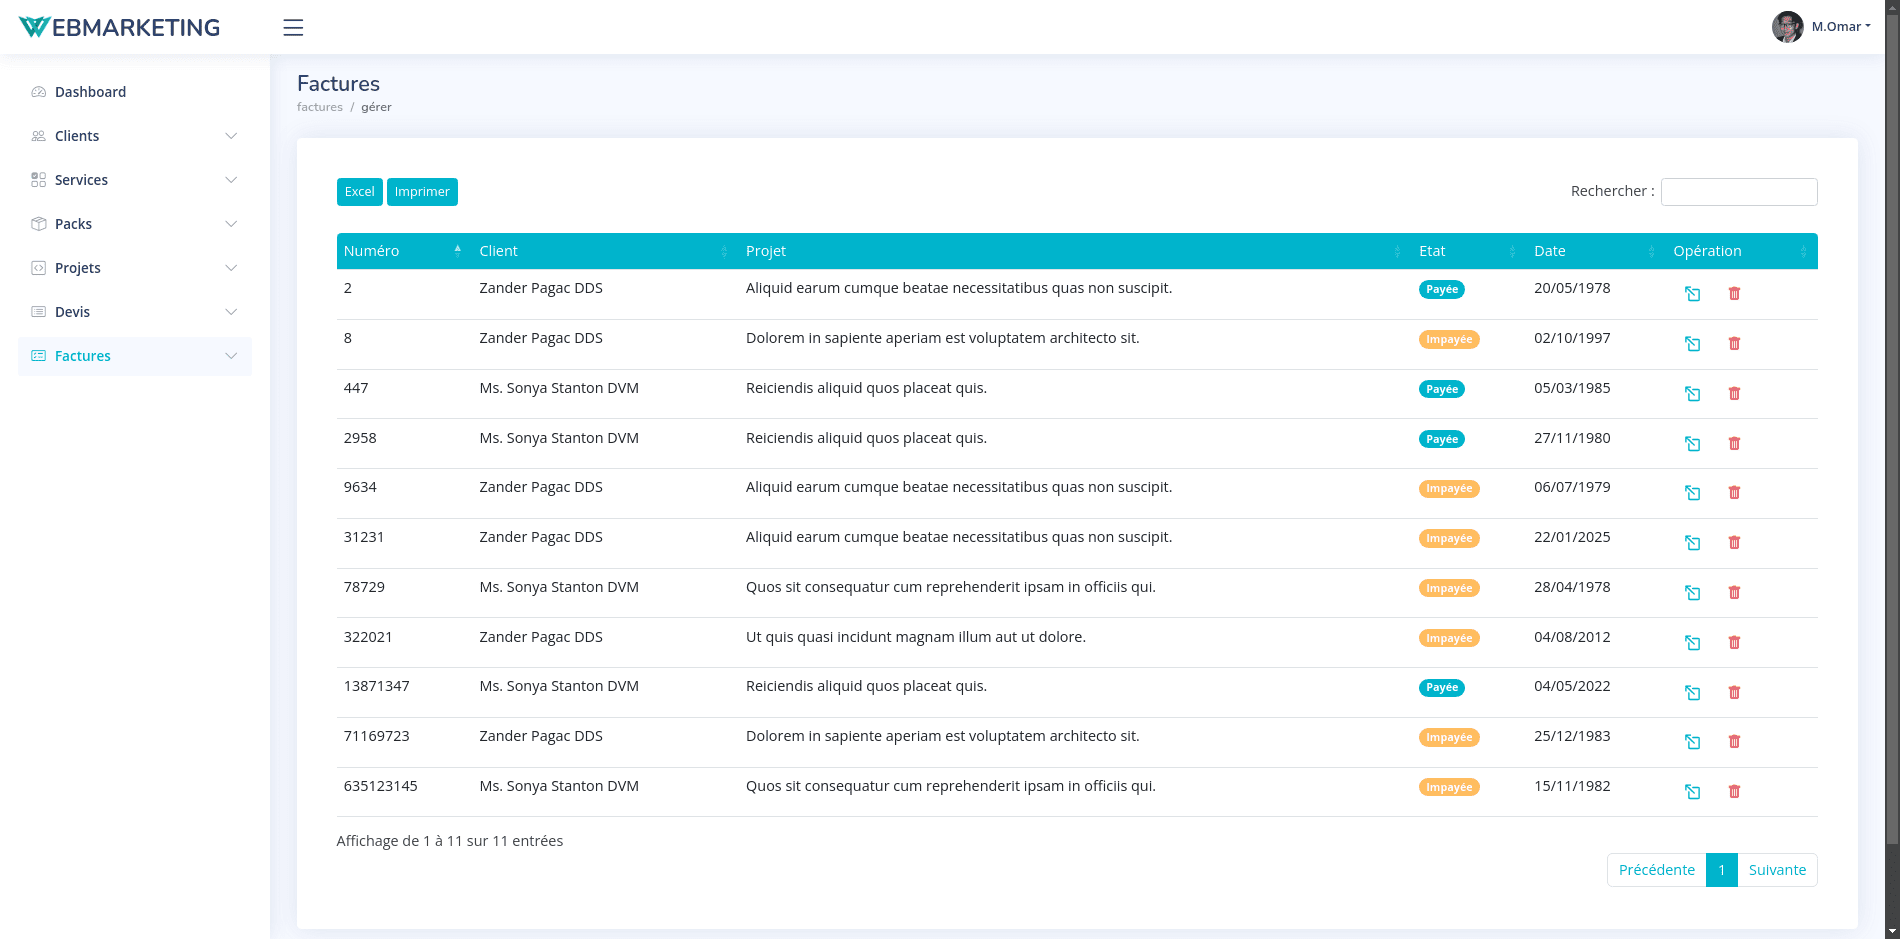 WEBMARKETING
M.Omar
Dashboard
Clients
Services
Packs
Projets
Devis
Factures
Factures
factures / gérer
Excel Imprimer Rechercher :
Numéro Client Projet Etat Date Opération
2 Zander Pagac DDS Aliquid earum cumque beatae necessitatibus quas non suscipit. Payée 20/05/1978
8 Zander Pagac DDS Dolorem in sapiente aperiam est voluptatem architecto sit. Impayée 02/10/1997
447 Ms. Sonya Stanton DVM Reiciendis aliquid quos placeat quis. Payée 05/03/1985
2958 Ms. Sonya Stanton DVM Reiciendis aliquid quos placeat quis. Payée 27/11/1980
9634 Zander Pagac DDS Aliquid earum cumque beatae necessitatibus quas non suscipit. Impayée 06/07/1979
31231 Zander Pagac DDS Aliquid earum cumque beatae necessitatibus quas non suscipit. Impayée 22/01/2025
78729 Ms. Sonya Stanton DVM Quos sit consequatur cum reprehenderit ipsam in officiis qui. Impayée 28/04/1978
322021 Zander Pagac DDS Ut quis quasi incidunt magnam illum aut ut dolore. Impayée 04/08/2012
13871347 Ms. Sonya Stanton DVM Reiciendis aliquid quos placeat quis. Payée 04/05/2022
71169723 Zander Pagac DDS Dolorem in sapiente aperiam est voluptatem architecto sit. Impayée 25/12/1983
635123145 Ms. Sonya Stanton DVM Quos sit consequatur cum reprehenderit ipsam in officiis qui. Impayée 15/11/1982
Affichage de 1 à 11 sur 11 entrées
Précédente 1 Suivante